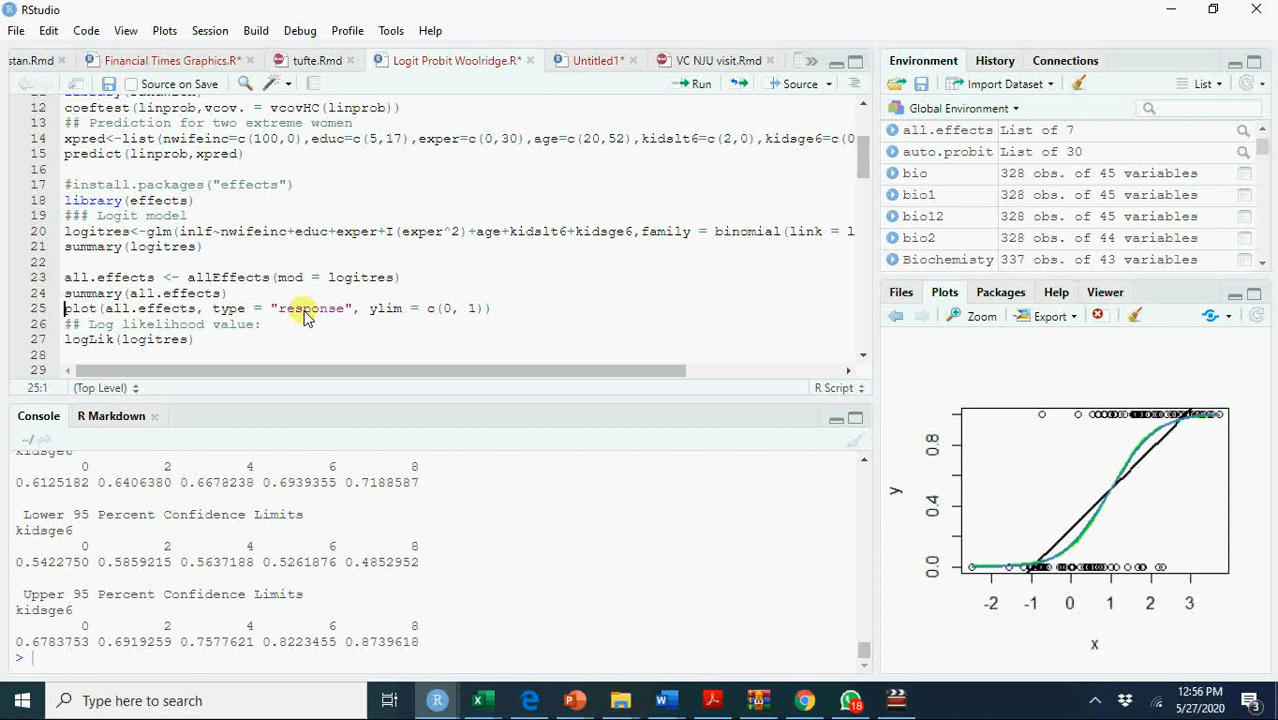 RStudio
File Edit Code View Plots Session Build Debug Profile Tools Help
stan.Rmd Financial Times Graphics.R* tufte.Rmd Logit Probit Woolridge.R* Untitled1* VC NJU visit.Rmd
Source on Save Run Source
12 coeftest(linprob,vcov. = vcovHC(linprob))
13 ## Prediction for two extreme women
14 xpred<-list(nwifeinc=c(100,0),educ=c(5,17),exper=c(0,30),age=c(20,52),kidslt6=c(2,0),kidsge6=c(0
15 predict(linprob,xpred)
16
17 #install.packages("effects")
18 library(effects)
19 ### Logit model
20 logitres<-glm(inlf~nwifeinc+educ+exper+I(exper^2)+age+kidslt6+kidsge6,family = binomial(link = l
21 summary(logitres)
22
23 all.effects <- allEffects(mod = logitres)
24 summary(all.effects)
25 plot(all.effects, type = "response", ylim = c(0, 1))
26 ## Log likelihood value:
27 logLik(logitres)
28
29
25:1 (Top Level) R Script
Console R Markdown
~/
kidsge6
0 2 4 6 8
0.6125182 0.6406380 0.6678238 0.6939355 0.7188587
Lower 95 Percent Confidence Limits
kidsge6
0 2 4 6 8
0.5422750 0.5859215 0.5637188 0.5261876 0.4852952
Upper 95 Percent Confidence Limits
kidsge6
0 2 4 6 8
0.6783753 0.6919259 0.7577621 0.8223455 0.8739618
>
Environment History Connections
Import Dataset List
Global Environment
all.effects List of 7
auto.probit List of 30
bio 328 obs. of 45 variables
bio1 328 obs. of 45 variables
bio12 328 obs. of 45 variables
bio2 328 obs. of 44 variables
Biochemisty 337 obs. of 43 variables
Files Plots Packages Help Viewer
Zoom Export
y
0.8
0.4
0.0
-2 -1 0 1 2 3
x
Type here to search
18
12:56 PM
5/27/2020
3